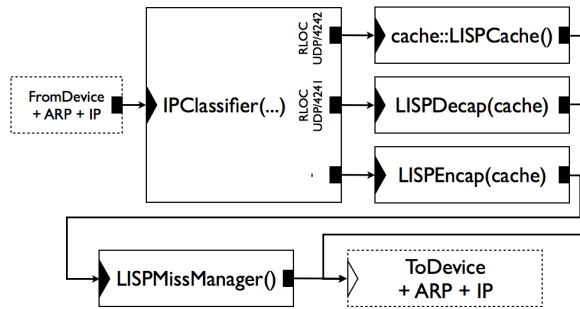 RLOC
UDP/4242
cache::LISPCache()
FromDevice
+ ARP + IP
IPClassifier(...)
RLOC
UDP/4241
LISPDecap(cache)
-
LISPEncap(cache)
LISPMissManager()
ToDevice
+ ARP + IP